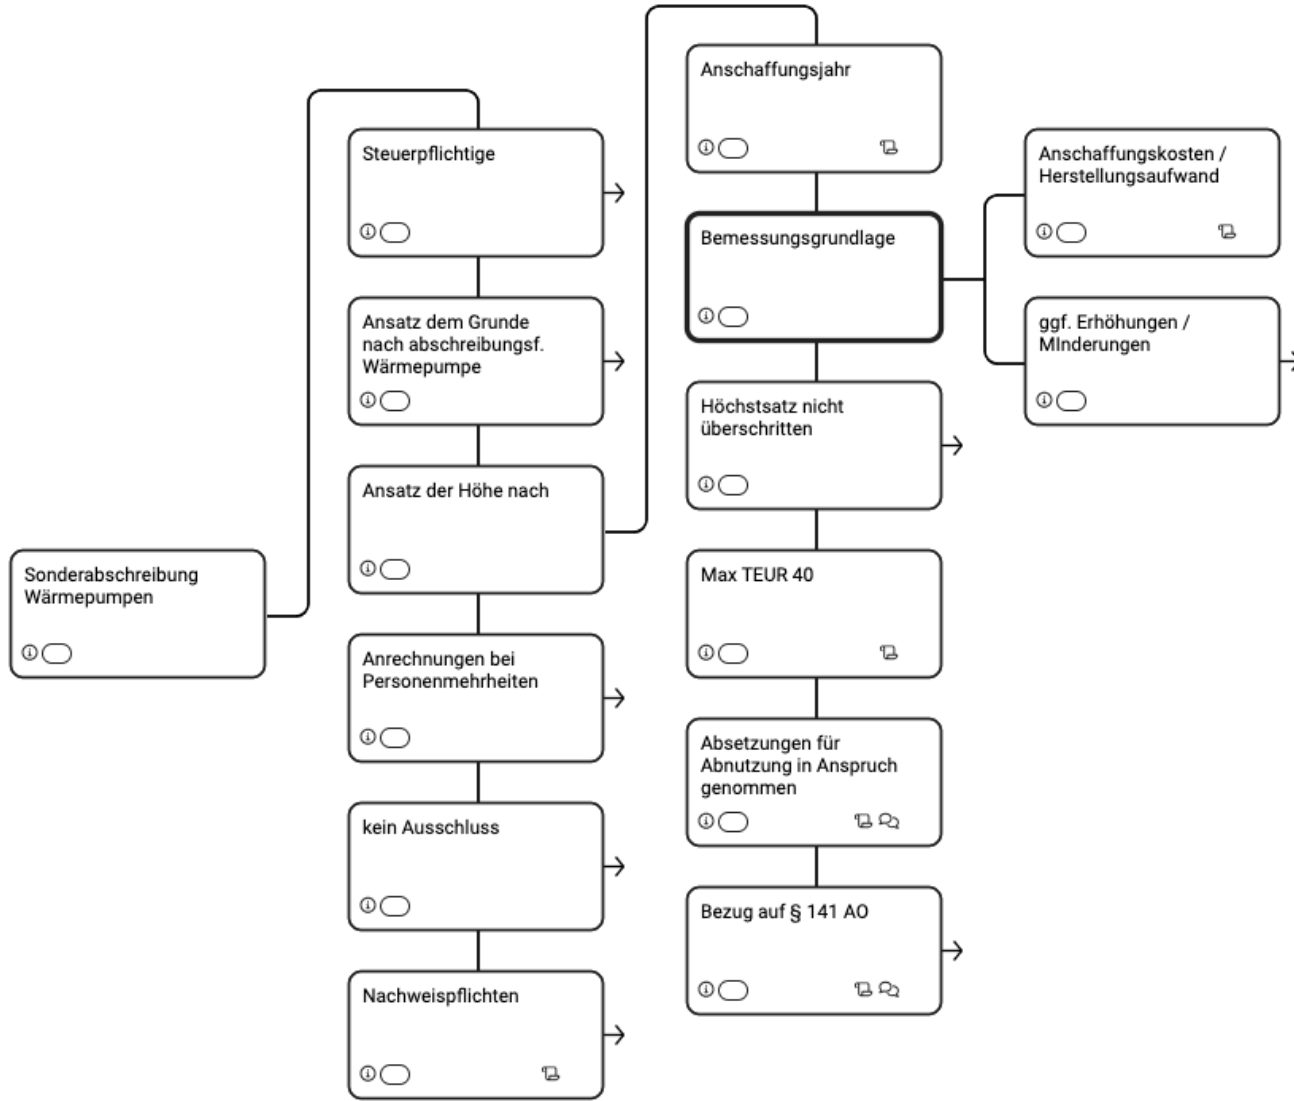 Sonderabschreibung
Wärmepumpen
Steuerpflichtige
Ansatz dem Grunde
nach abschreibungsf.
Wärmepumpe
Ansatz der Höhe nach
Anrechnungen bei
Personenmehrheiten
kein Ausschluss
Nachweispflichten
Anschaffungsjahr
Bemessungsgrundlage
Höchstsatz nicht
überschritten
Max TEUR 40
Absetzungen für
Abnutzung in Anspruch
genommen
Bezug auf § 141 AO
Anschaffungskosten /
Herstellungsaufwand
ggf. Erhöhungen /
MInderungen